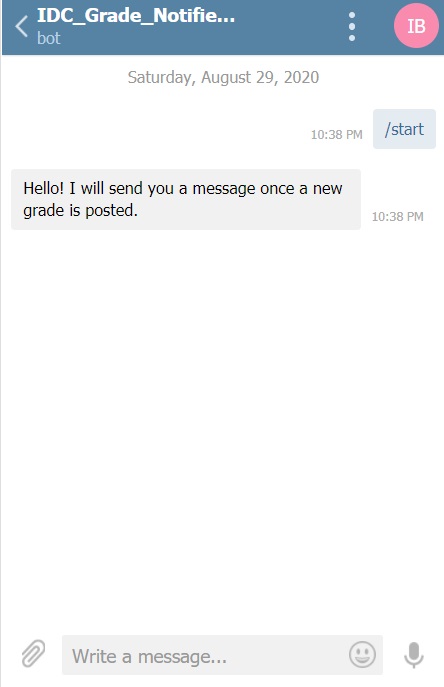 IDC_Grade_Notifie...
bot
IB
Saturday, August 29, 2020
10:38 PM
/start
Hello! I will send you a message once a new
grade is posted.
10:38 PM
Write a message...